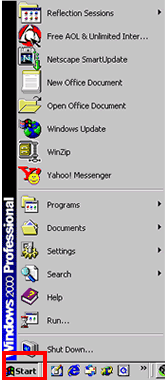 Reflection Sessions
Free AOL & Unlimited Inter...
Netscape SmartUpdate
New Office Document
Open Office Document
Windows Update
WinZip
Yahoo! Messenger
Programs
Documents
Settings
Search
Help
Run...
Shut Down...
Windows 2000 Professional
Start